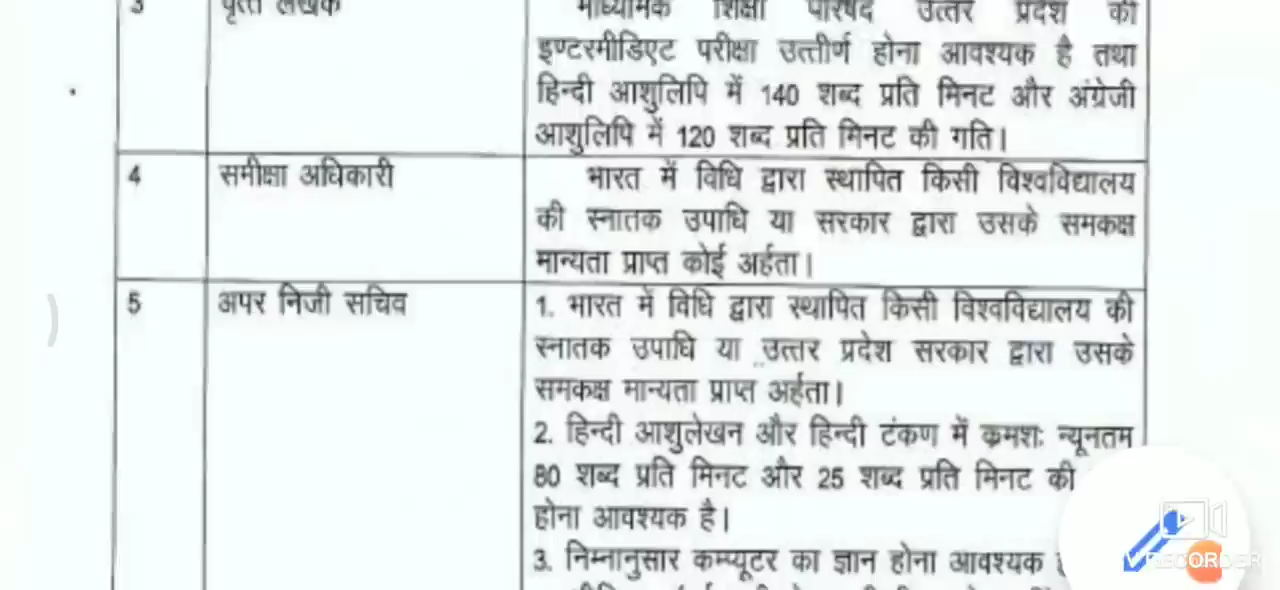 3 वृत्त लेखक माध्यमिक शिक्षा परिषद उत्तर प्रदेश की
इण्टरमीडिएट परीक्षा उत्तीर्ण होना आवश्यक है तथा
हिन्दी आशुलिपि में 140 शब्द प्रति मिनट और अंग्रेजी
आशुलिपि में 120 शब्द प्रति मिनट की गति।
4 समीक्षा अधिकारी भारत में विधि द्वारा स्थापित किसी विश्वविद्यालय
की स्नातक उपाधि या सरकार द्वारा उसके समकक्ष
मान्यता प्राप्त कोई अर्हता।
5 अपर निजी सचिव 1. भारत में विधि द्वारा स्थापित किसी विश्वविद्यालय की
स्नातक उपाधि या उत्तर प्रदेश सरकार द्वारा उसके
समकक्ष मान्यता प्राप्त अर्हता।
2. हिन्दी आशुलेखन और हिन्दी टंकण में क्रमशः न्यूनतम
80 शब्द प्रति मिनट और 25 शब्द प्रति मिनट की
होना आवश्यक है।
3. निम्नानुसार कम्प्यूटर का ज्ञान होना आवश्यक
V RECORDER